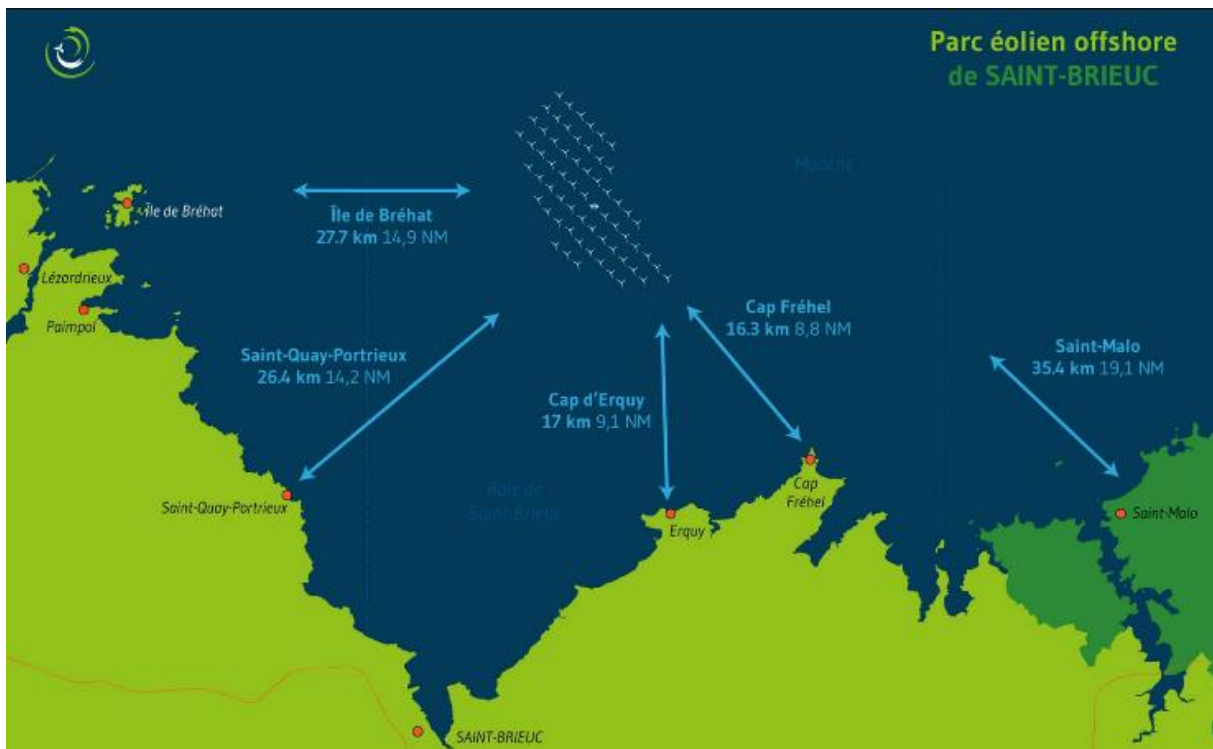 Parc éolien offshore
de SAINT-BRIEUC
Manche
Île de Bréhat
Île de Bréhat
27.7 km 14,9 NM
Lézardrieux
Paimpol
Cap Fréhel
16.3 km 8,8 NM
Saint-Quay-Portrieux
26.4 km 14,2 NM
Saint-Malo
35.4 km 19,1 NM
Cap d'Erquy
17 km 9,1 NM
Saint-Quay-Portrieux
Baie de
Saint-Brieuc
Erquy
Cap
Fréhel
Saint-Malo
SAINT-BRIEUC